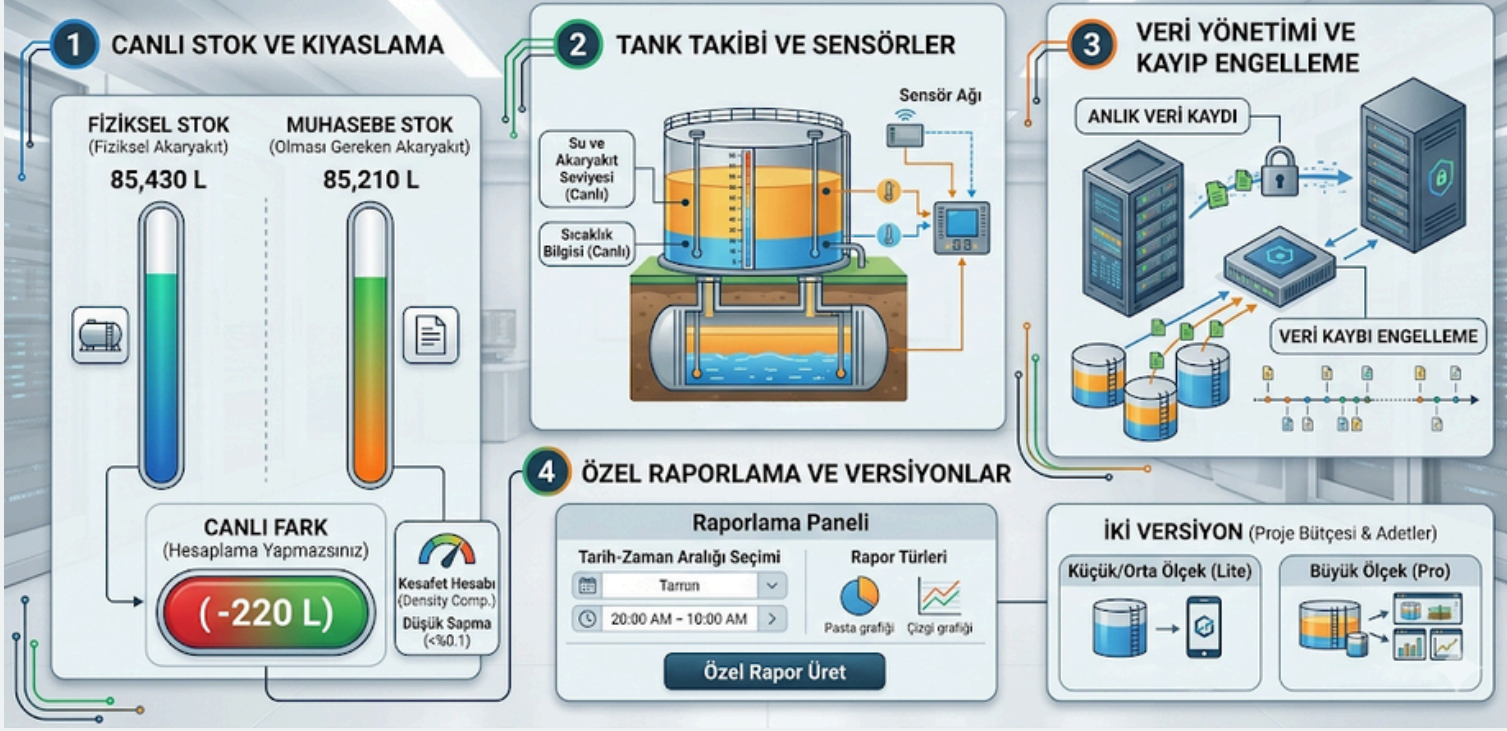 1 CANLI STOK VE KIYASLAMA
FİZİKSEL STOK
(Fiziksel Akaryakıt)
85,430 L
MUHASEBE STOK
(Olması Gereken Akaryakıt)
85,210 L
CANLI FARK
(Hesaplama Yapmazsınız)
(-220 L)
Kesafet Hesabı
(Density Comp.)
Düşük Sapma
(<%0.1)
2 TANK TAKİBİ VE SENSÖRLER
Sensör Ağı
Su ve
Akaryakıt
Seviyesi
(Canlı)
Sıcaklık
Bilgisi (Canlı)
3 VERİ YÖNETİMİ VE
KAYIP ENGELLEME
ANLIK VERİ KAYDI
VERİ KAYBI ENGELLEME
4 ÖZEL RAPORLAMA VE VERSİYONLAR
Raporlama Paneli
Tarih-Zaman Aralığı Seçimi
Tarrun
20:00 AM – 10:00 AM
Rapor Türleri
Pasta grafiği
Çizgi grafiği
Özel Rapor Üret
İKİ VERSİYON (Proje Bütçesi & Adetler)
Küçük/Orta Ölçek (Lite)
Büyük Ölçek (Pro)